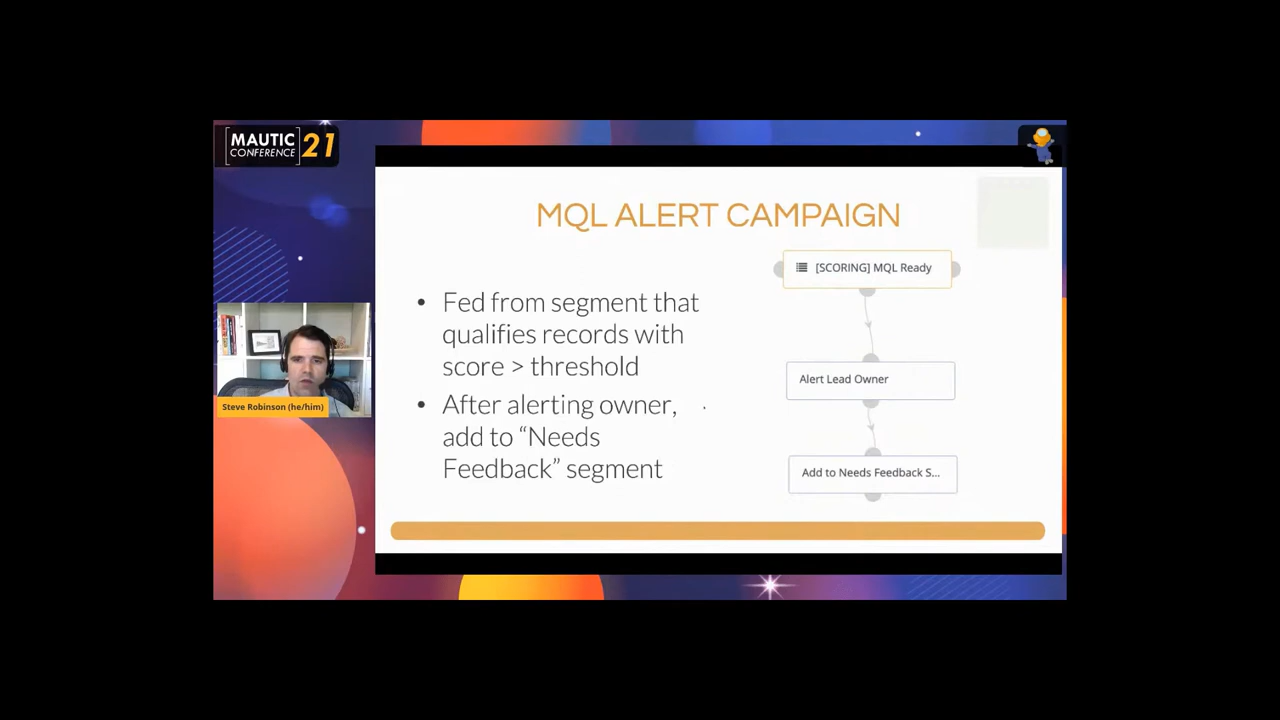 MAUTIC
CONFERENCE
21
MQL ALERT CAMPAIGN
• Fed from segment that
qualifies records with
score > threshold
• After alerting owner,
add to “Needs
Feedback” segment
[SCORING] MQL Ready
Alert Lead Owner
Add to Needs Feedback S...
Steve Robinson (he/him)